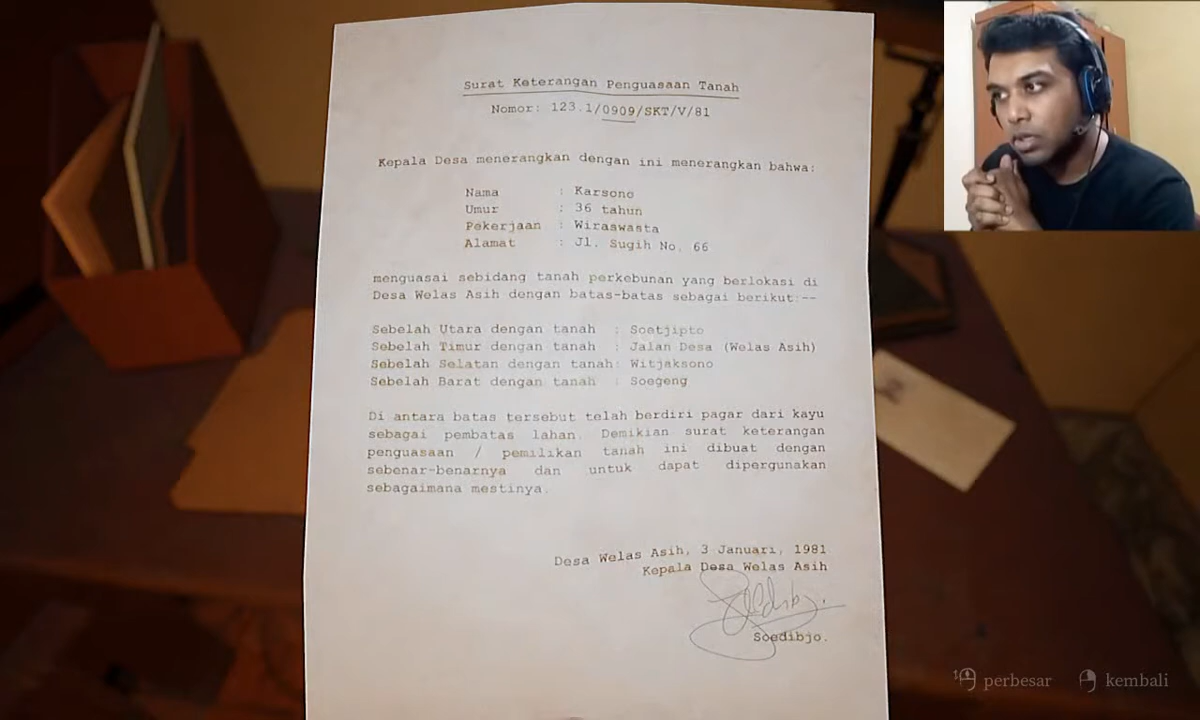 Surat Keterangan Penguasaan Tanah
Nomor: 123.1/0909/SKT/V/81
Kepala Desa menerangkan dengan ini menerangkan bahwa:
Nama : Karsono
Umur : 36 tahun
Pekerjaan : Wiraswasta
Alamat : Jl. Sugih No. 66
menguasai sebidang tanah perkebunan yang berlokasi di
Desa Welas Asih dengan batas-batas sebagai berikut:--
Sebelah Utara dengan tanah : Soetjipto
Sebelah Timur dengan tanah : Jalan Desa (Welas Asih)
Sebelah Selatan dengan tanah: Witjaksono
Sebelah Barat dengan tanah : Soegeng
Di antara batas tersebut telah berdiri pagar dari kayu
sebagai pembatas lahan. Demikian surat keterangan
penguasaan / pemilikan tanah ini dibuat dengan
sebenar-benarnya dan untuk dapat dipergunakan
sebagaimana mestinya.
Desa Welas Asih, 3 Januari, 1981
Kepala Desa Welas Asih
Soedibjo.
perbesar
kembali